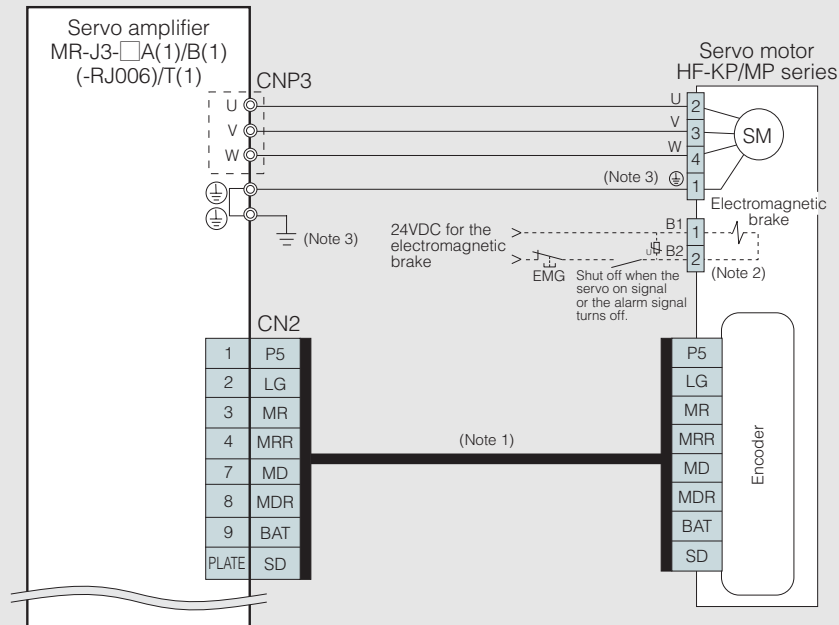 Servo amplifier
MR-J3-□A(1)/B(1)
(-RJ006)/T(1)
CNP3
U
V
W
(Note 3)
Servo motor
HF-KP/MP series
U
2
V
3
W
4
(Note 3)
1
SM
24VDC for the
electromagnetic
brake
EMG
Shut off when the
servo on signal
or the alarm signal
turns off.
U
B1
1
B2
2
Electromagnetic
brake
(Note 2)
CN2
1 P5
2 LG
3 MR
4 MRR
7 MD
8 MDR
9 BAT
PLATE SD
(Note 1)
P5
LG
MR
MRR
MD
MDR
BAT
SD
Encoder